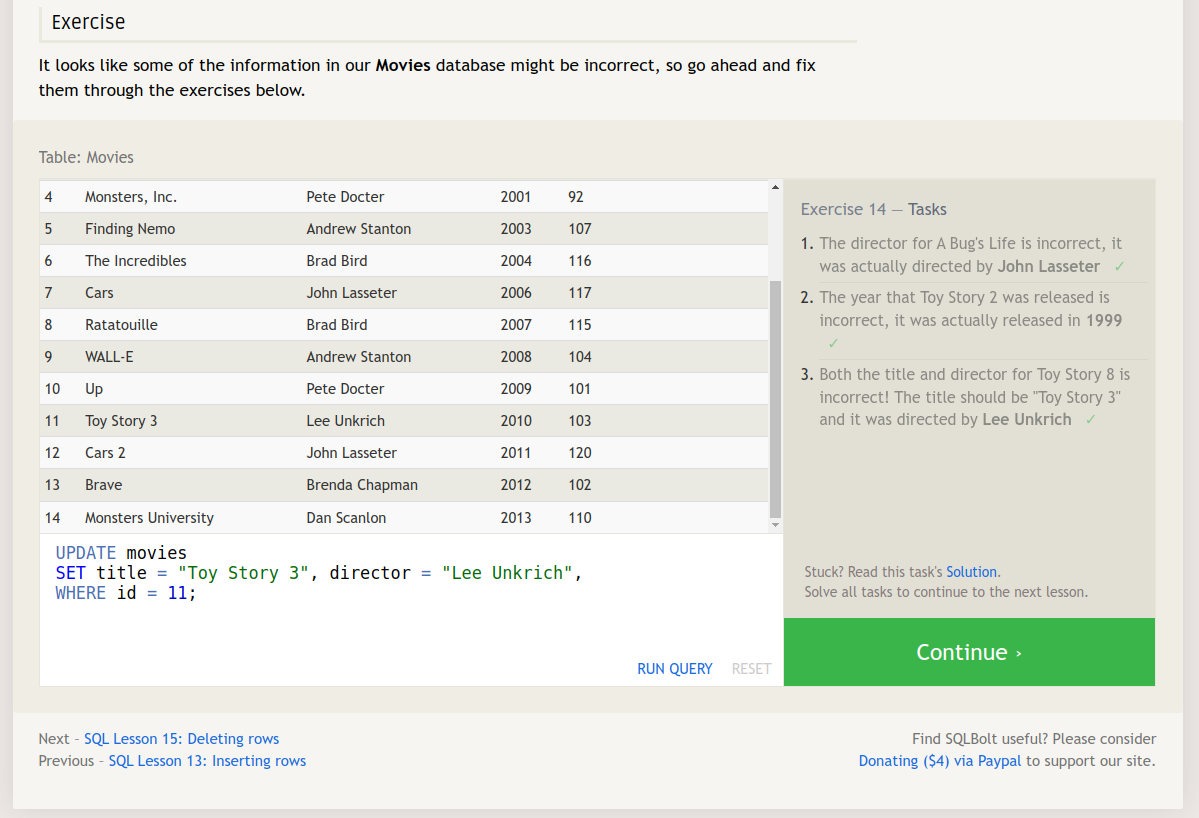 Exercise
It looks like some of the information in our Movies database might be incorrect, so go ahead and fix
them through the exercises below.
Table: Movies
4 Monsters, Inc. Pete Docter 2001 92
5 Finding Nemo Andrew Stanton 2003 107
6 The Incredibles Brad Bird 2004 116
7 Cars John Lasseter 2006 117
8 Ratatouille Brad Bird 2007 115
9 WALL-E Andrew Stanton 2008 104
10 Up Pete Docter 2009 101
11 Toy Story 3 Lee Unkrich 2010 103
12 Cars 2 John Lasseter 2011 120
13 Brave Brenda Chapman 2012 102
14 Monsters University Dan Scanlon 2013 110
UPDATE movies
SET title = "Toy Story 3", director = "Lee Unkrich",
WHERE id = 11;
RUN QUERY RESET
Exercise 14 — Tasks
1. The director for A Bug's Life is incorrect, it
was actually directed by John Lasseter ✓
2. The year that Toy Story 2 was released is
incorrect, it was actually released in 1999
✓
3. Both the title and director for Toy Story 8 is
incorrect! The title should be "Toy Story 3"
and it was directed by Lee Unkrich ✓
Stuck? Read this task's Solution.
Solve all tasks to continue to the next lesson.
Continue ›
Next – SQL Lesson 15: Deleting rows
Previous – SQL Lesson 13: Inserting rows
Find SQLBolt useful? Please consider
Donating ($4) via Paypal to support our site.